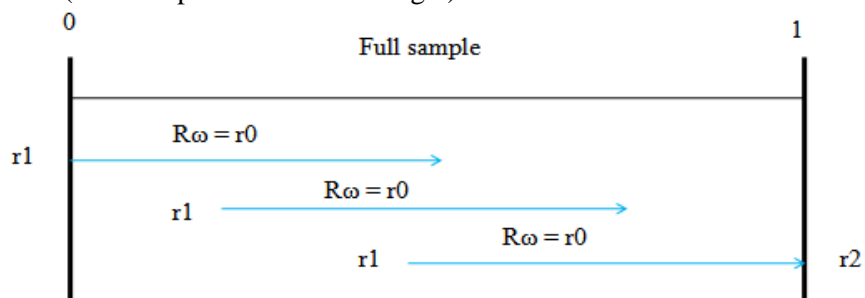 0
1
Full sample
Rω = r0
r1
Rω = r0
r1
Rω = r0
r1
r2